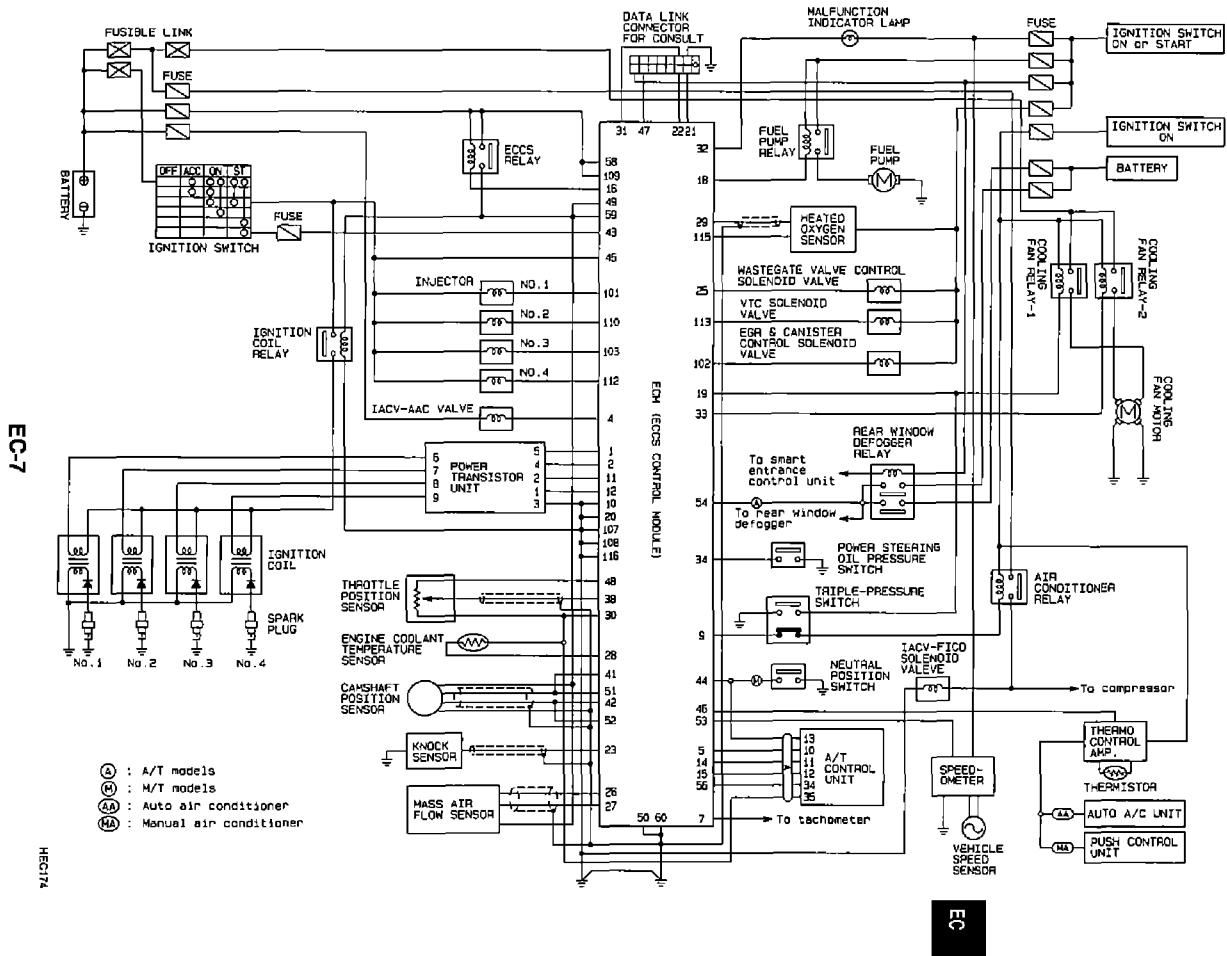 DATA LINK
CONNECTOR
FOR CONSULT
MALFUNCTION
INDICATOR LAMP
FUSE
IGNITION SWITCH
ON or START
IGNITION SWITCH
ON
BATTERY
FUSIBLE LINK
FUSE
ECCS
RELAY
BATTERY
OFF ACC ON ST
IGNITION SWITCH
FUSE
INJECTOR
No.1
No.2
No.3
No.4
IGNITION
COIL
RELAY
IACV-AAC VALVE
POWER
TRANSISTOR
UNIT
6
7
8
9
5
4
2
1
3
IGNITION
COIL
SPARK
PLUG
No.1 No.2 No.3 No.4
THROTTLE
POSITION
SENSOR
ENGINE COOLANT
TEMPERATURE
SENSOR
CAMSHAFT
POSITION
SENSOR
KNOCK
SENSOR
MASS AIR
FLOW SENSOR
A : A/T models
M : M/T models
AA : Auto air conditioner
MA : Manual air conditioner
31 47 22 21
58
109
16
49
59
43
45
101
110
103
112
4
1
2
11
12
10
20
107
108
116
48
38
30
28
41
51
42
52
23
26
27
50 60
ECM (ECCS CONTROL MODULE)
32
18
29
115
25
113
102
19
33
54
34
9
44
46
53
5
14
15
56
7
FUEL
PUMP
RELAY
FUEL
PUMP
M
HEATED
OXYGEN
SENSOR
WASTEGATE VALVE CONTROL
SOLENOID VALVE
VTC SOLENOID
VALVE
EGR & CANISTER
CONTROL SOLENOID
VALVE
COOLING
FAN RELAY-1
COOLING
FAN RELAY-2
COOLING
FAN MOTOR
M
REAR WINDOW
DEFOGGER
RELAY
To smart
entrance
control unit
A
To rear window
defogger
POWER STEERING
OIL PRESSURE
SWITCH
TRIPLE-PRESSURE
SWITCH
AIR
CONDITIONER
RELAY
M
NEUTRAL
POSITION
SWITCH
IACV-FICD
SOLENOID
VALEVE
To compressor
13
10
11
12
34
35
A/T
CONTROL
UNIT
To tachometer
SPEED-
OMETER
VEHICLE
SPEED
SENSOR
THERMO
CONTROL
AMP.
THERMISTOR
AA
AUTO A/C UNIT
MA
PUSH CONTROL
UNIT
EC-7
HEC174
EC